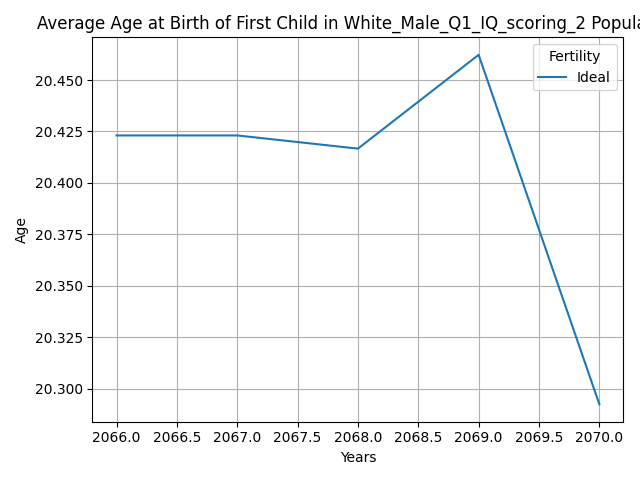 Average Age at Birth of First Child in White_Male_Q1_IQ_scoring_2 Popula
Fertility
Ideal
20.450
20.425
20.400
20.375
20.350
20.325
20.300
Age
2066.0 2066.5 2067.0 2067.5 2068.0 2068.5 2069.0 2069.5 2070.0
Years